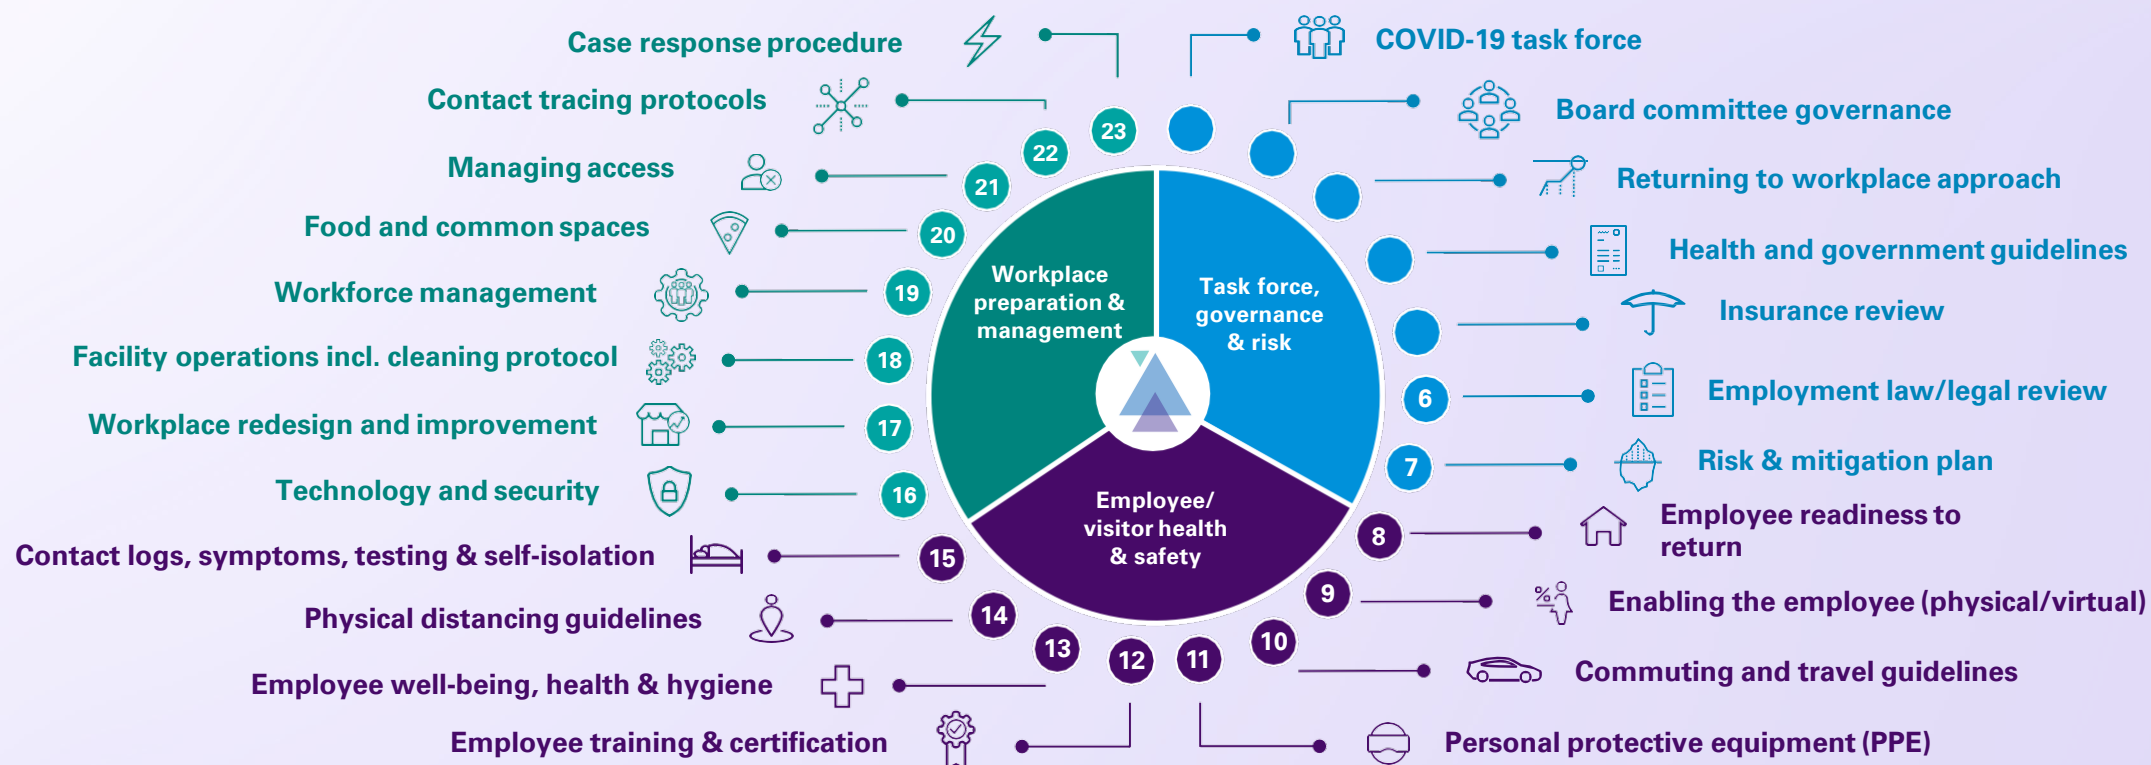 COVID-19 task force
Board committee governance
Returning to workplace approach
Health and government guidelines
Insurance review
6
Employment law/legal review
7
Risk & mitigation plan
8
Employee readiness to
return
9
Enabling the employee (physical/virtual)
10
Commuting and travel guidelines
11
Personal protective equipment (PPE)
12
Employee training & certification
13
Employee well-being, health & hygiene
14
Physical distancing guidelines
15
Contact logs, symptoms, testing & self-isolation
16
Technology and security
17
Workplace redesign and improvement
18
Facility operations incl. cleaning protocol
19
Workforce management
20
Food and common spaces
21
Managing access
22
Contact tracing protocols
23
Case response procedure
Workplace
preparation &
management
Task force,
governance
& risk
Employee/
visitor health
& safety